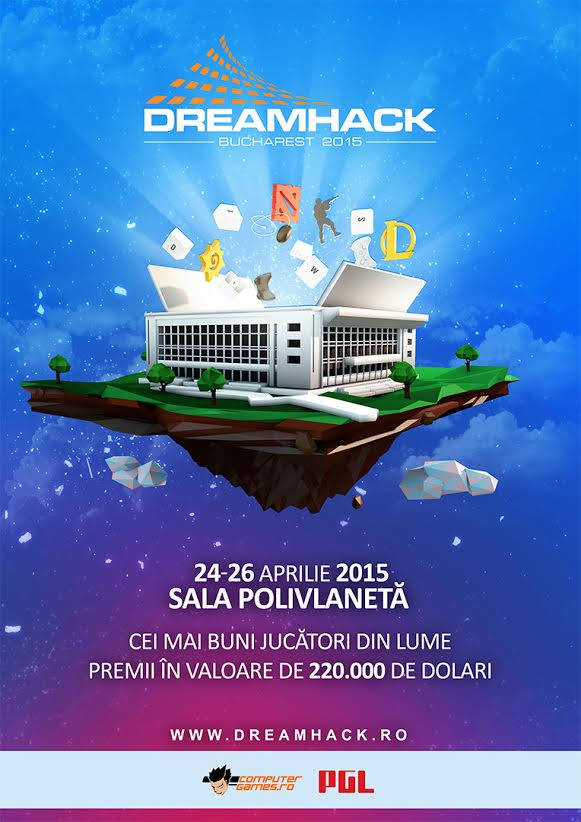 DREAMHACK
BUCHAREST 2015
D
T
S
W
24-26 APRILIE 2015
SALA POLIVLANETĂ
CEI MAI BUNI JUCĂTORI DIN LUME
PREMII ÎN VALOARE DE 220.000 DE DOLARI
WWW.DREAMHACK.RO
COMPUTER
GAMES.RO
PGL